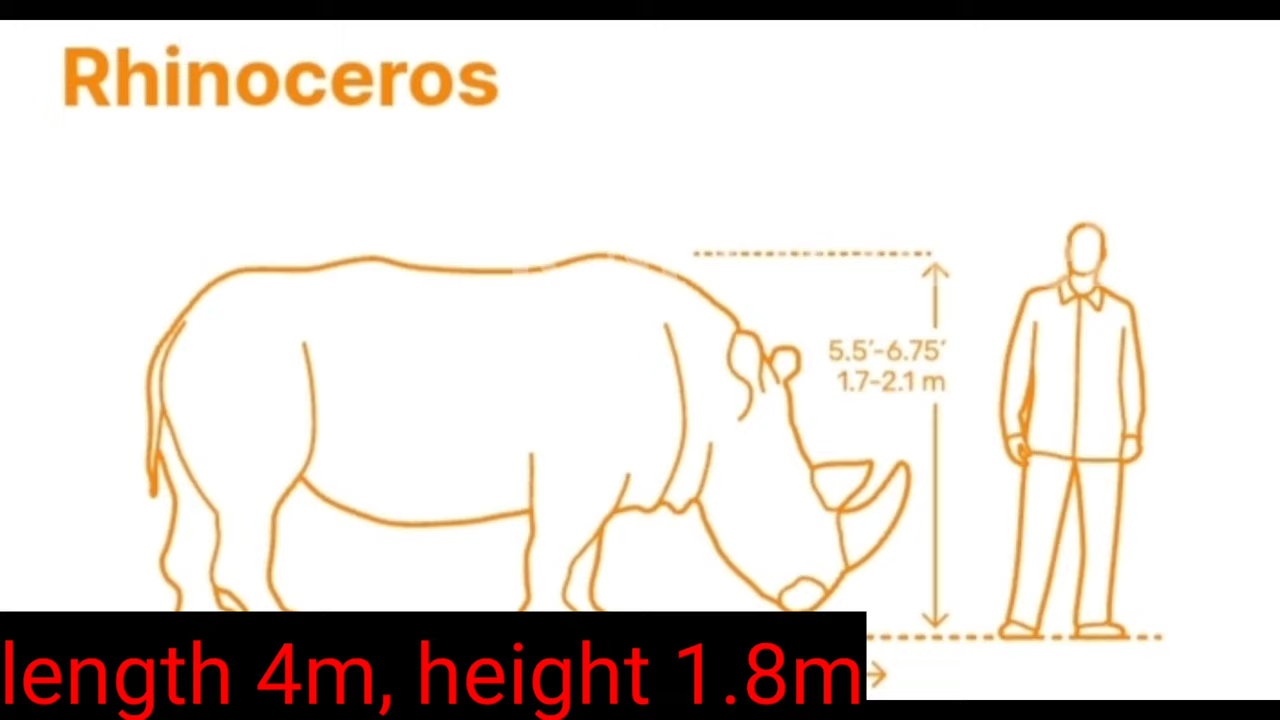 Rhinoceros
5.5′-6.75′
1.7-2.1 m
length 4m, height 1.8m